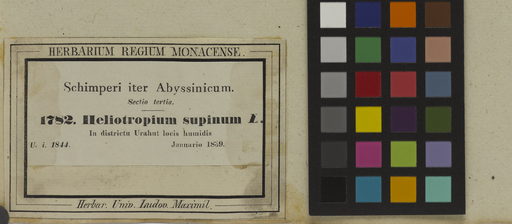 HERBARIUM REGIUM MONACENSE.
Schimperi iter Abyssinicum.
Sectio tertia.
1782. Heliotropium supinum L.
In districtu Urahut locis humidis
U. i. 1844. Januario 1839.
Herbar. Univ. Ludov. Maximil.